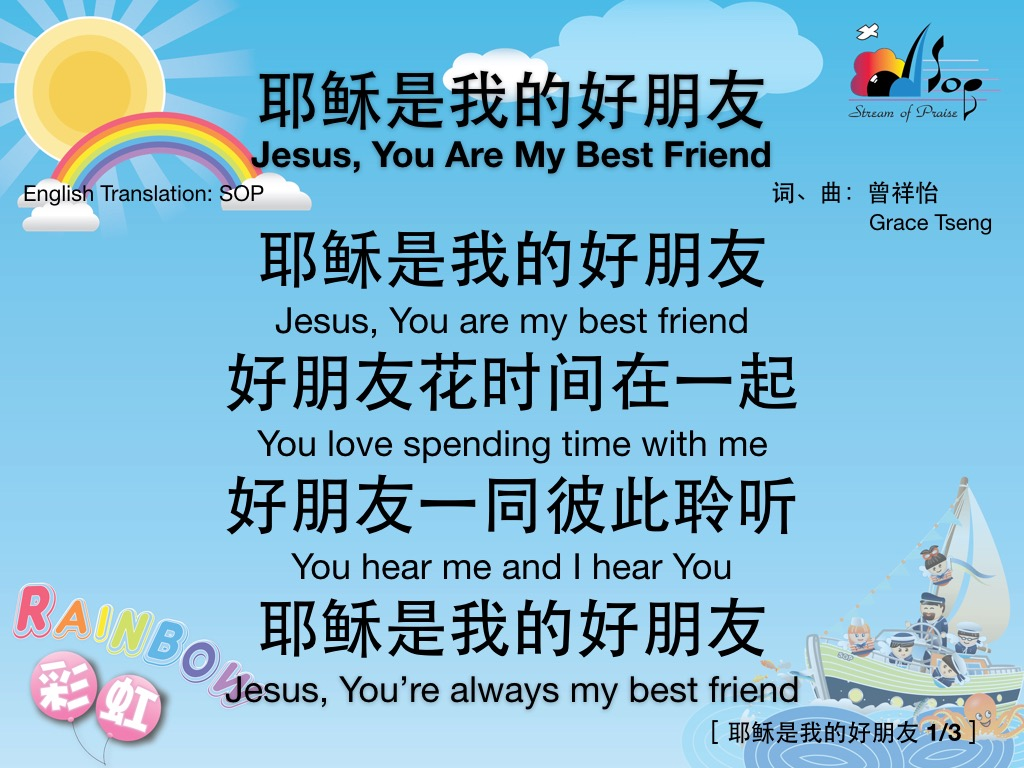 SOP
Stream of Praise
耶稣是我的好朋友
Jesus, You Are My Best Friend
English Translation: SOP
词、曲：曾祥怡
Grace Tseng
耶稣是我的好朋友
Jesus, You are my best friend
好朋友花时间在一起
You love spending time with me
好朋友一同彼此聆听
You hear me and I hear You
耶稣是我的好朋友
Jesus, You’re always my best friend
RAINBOW
彩虹
[ 耶稣是我的好朋友 1/3 ]